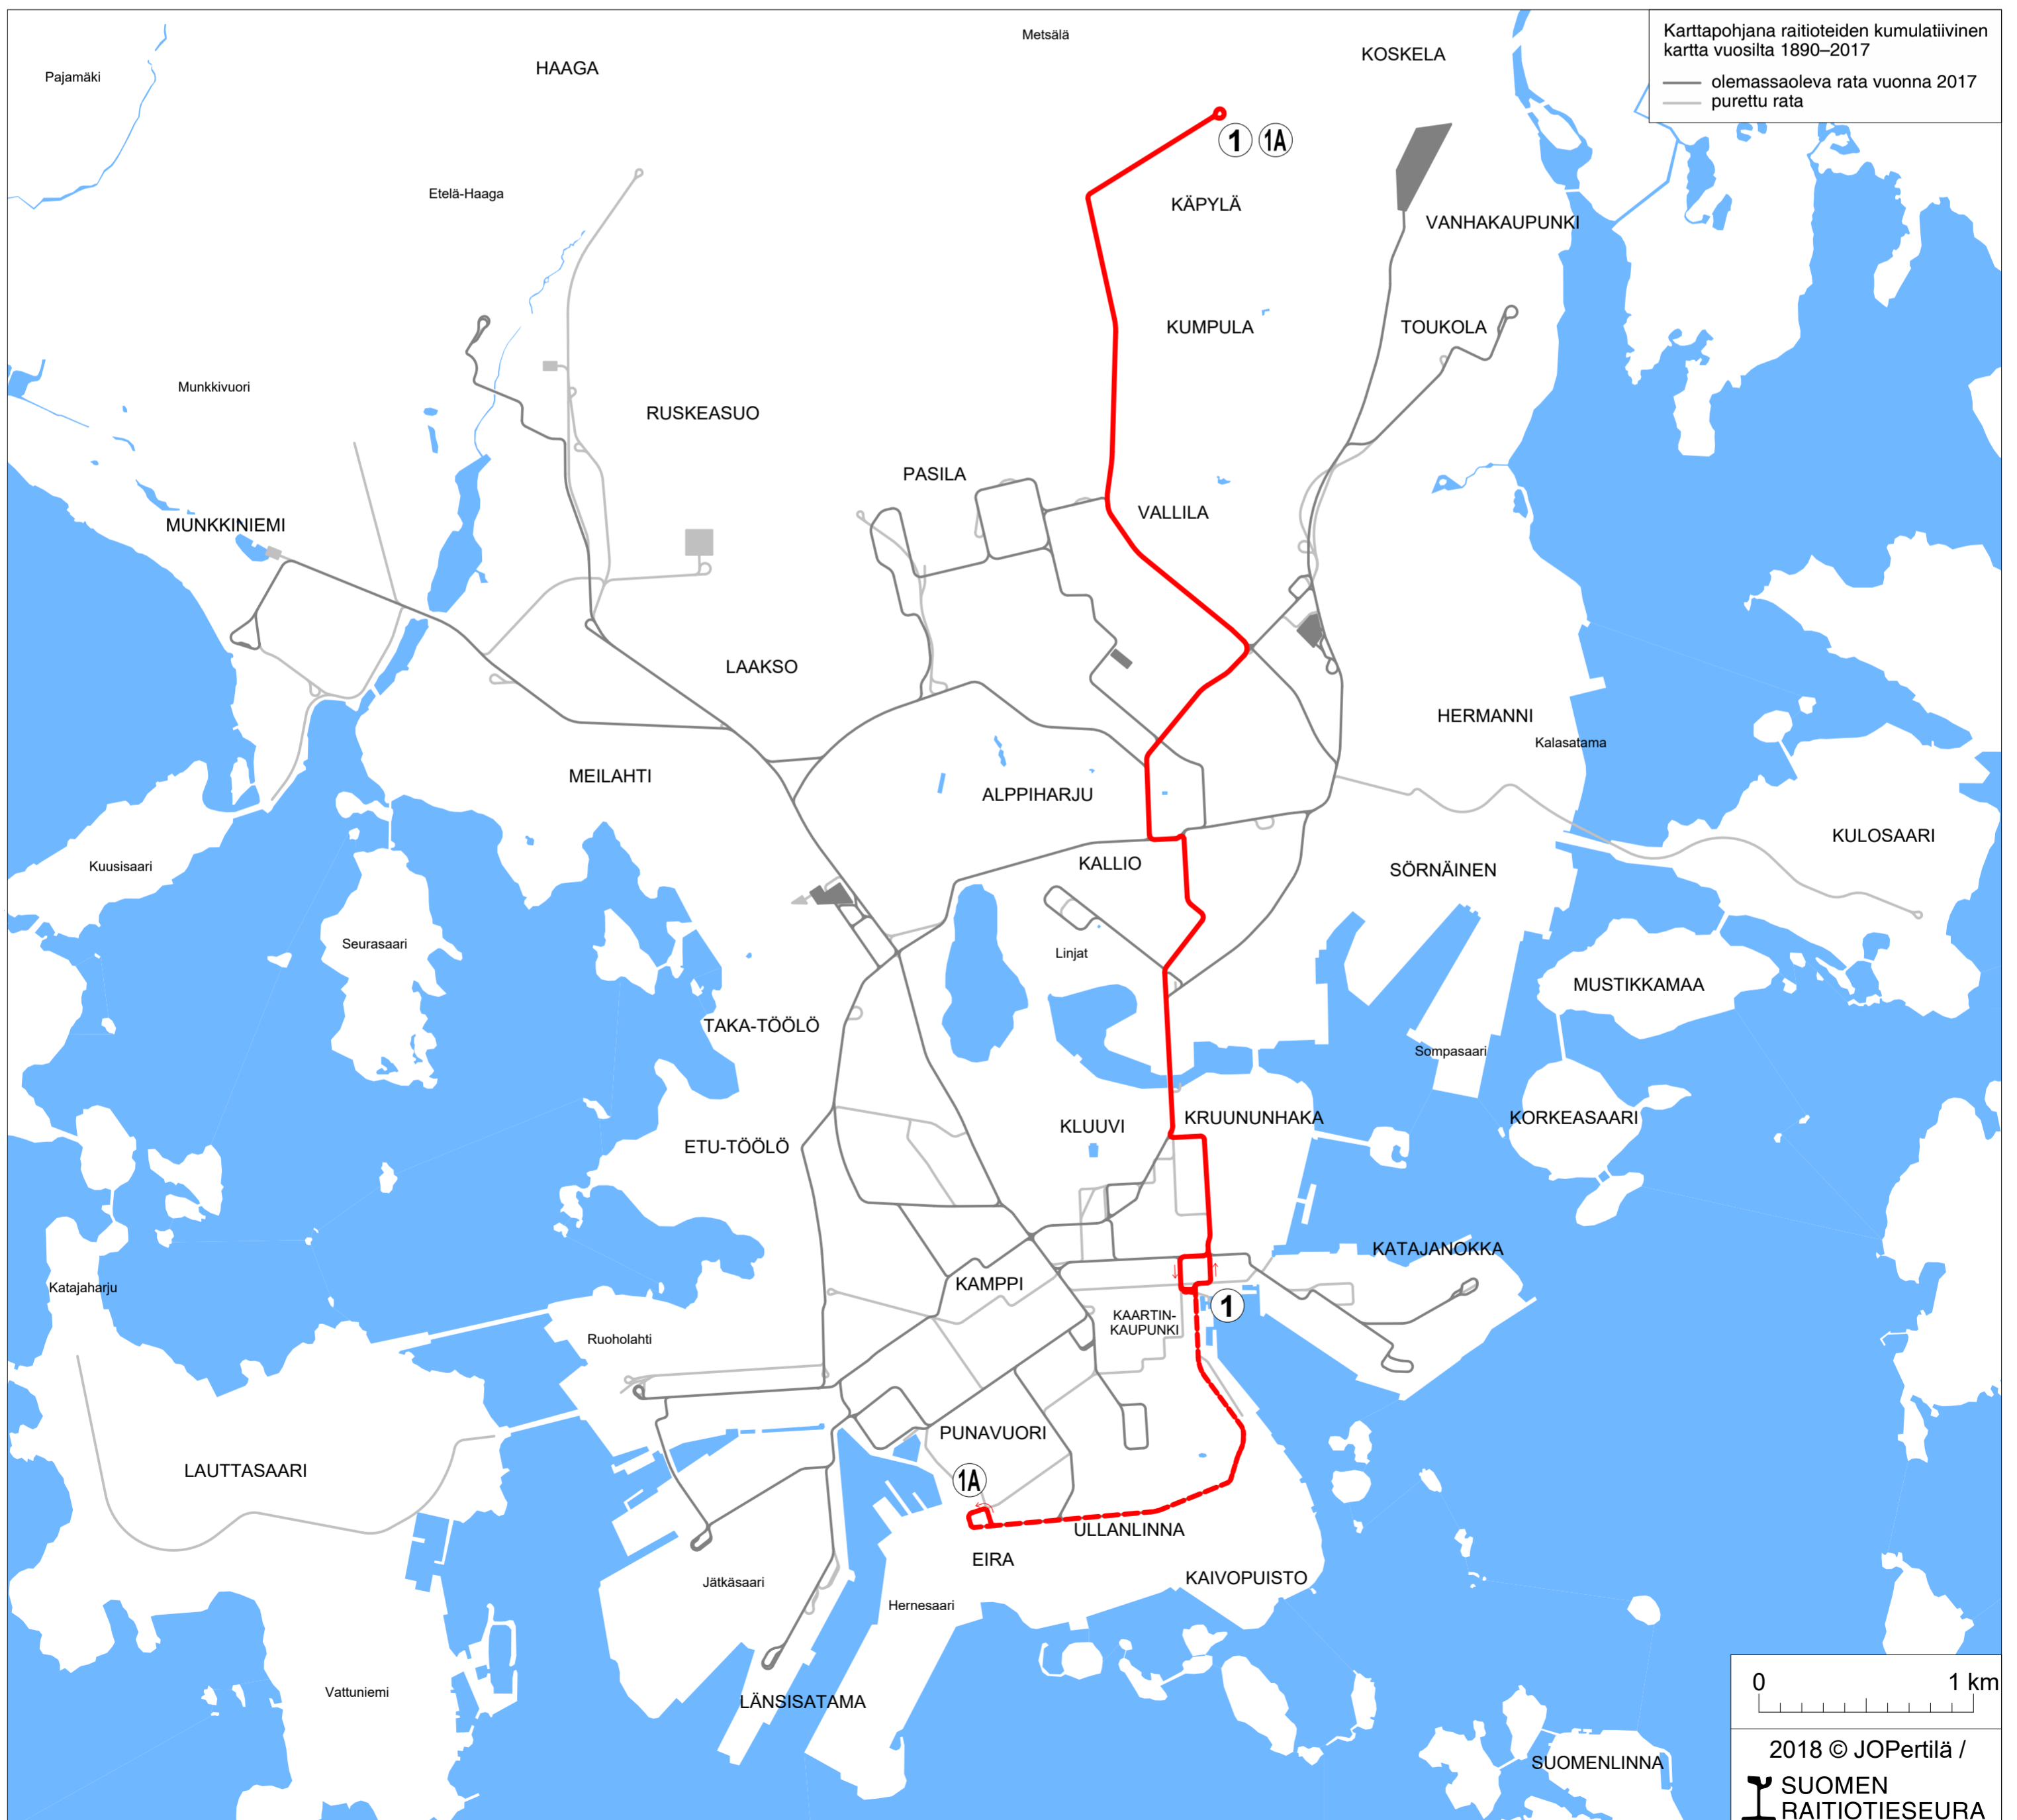 Karttapohjana raitioteiden kumulatiivinen
kartta vuosilta 1890–2017
olemassaoleva rata vuonna 2017
purettu rata
Metsälä
KOSKELA
HAAGA
Pajamäki
1 1A
Etelä-Haaga
KÄPYLÄ
VANHAKAUPUNKI
KUMPULA
TOUKOLA
Munkkivuori
RUSKEASUO
PASILA
VALLILA
MUNKKINIEMI
LAAKSO
HERMANNI
Kalasatama
MEILAHTI
ALPPIHARJU
KULOSAARI
Kuusisaari
KALLIO
SÖRNÄINEN
Seurasaari
Linjat
MUSTIKKAMAA
TAKA-TÖÖLÖ
Sompasaari
KLUUVI
KRUUNUNHAKA
KORKEASAARI
ETU-TÖÖLÖ
KATAJANOKKA
Katajaharju
KAMPPI
1
KAARTIN-
KAUPUNKI
Ruoholahti
PUNAVUORI
LAUTTASAARI
1A
ULLANLINNA
EIRA
KAIVOPUISTO
Jätkäsaari
Hernesaari
Vattuniemi
LÄNSISATAMA
SUOMENLINNA
0 1 km
2018 © JOPertilä /
SUOMEN
RAITIOTIESEURA